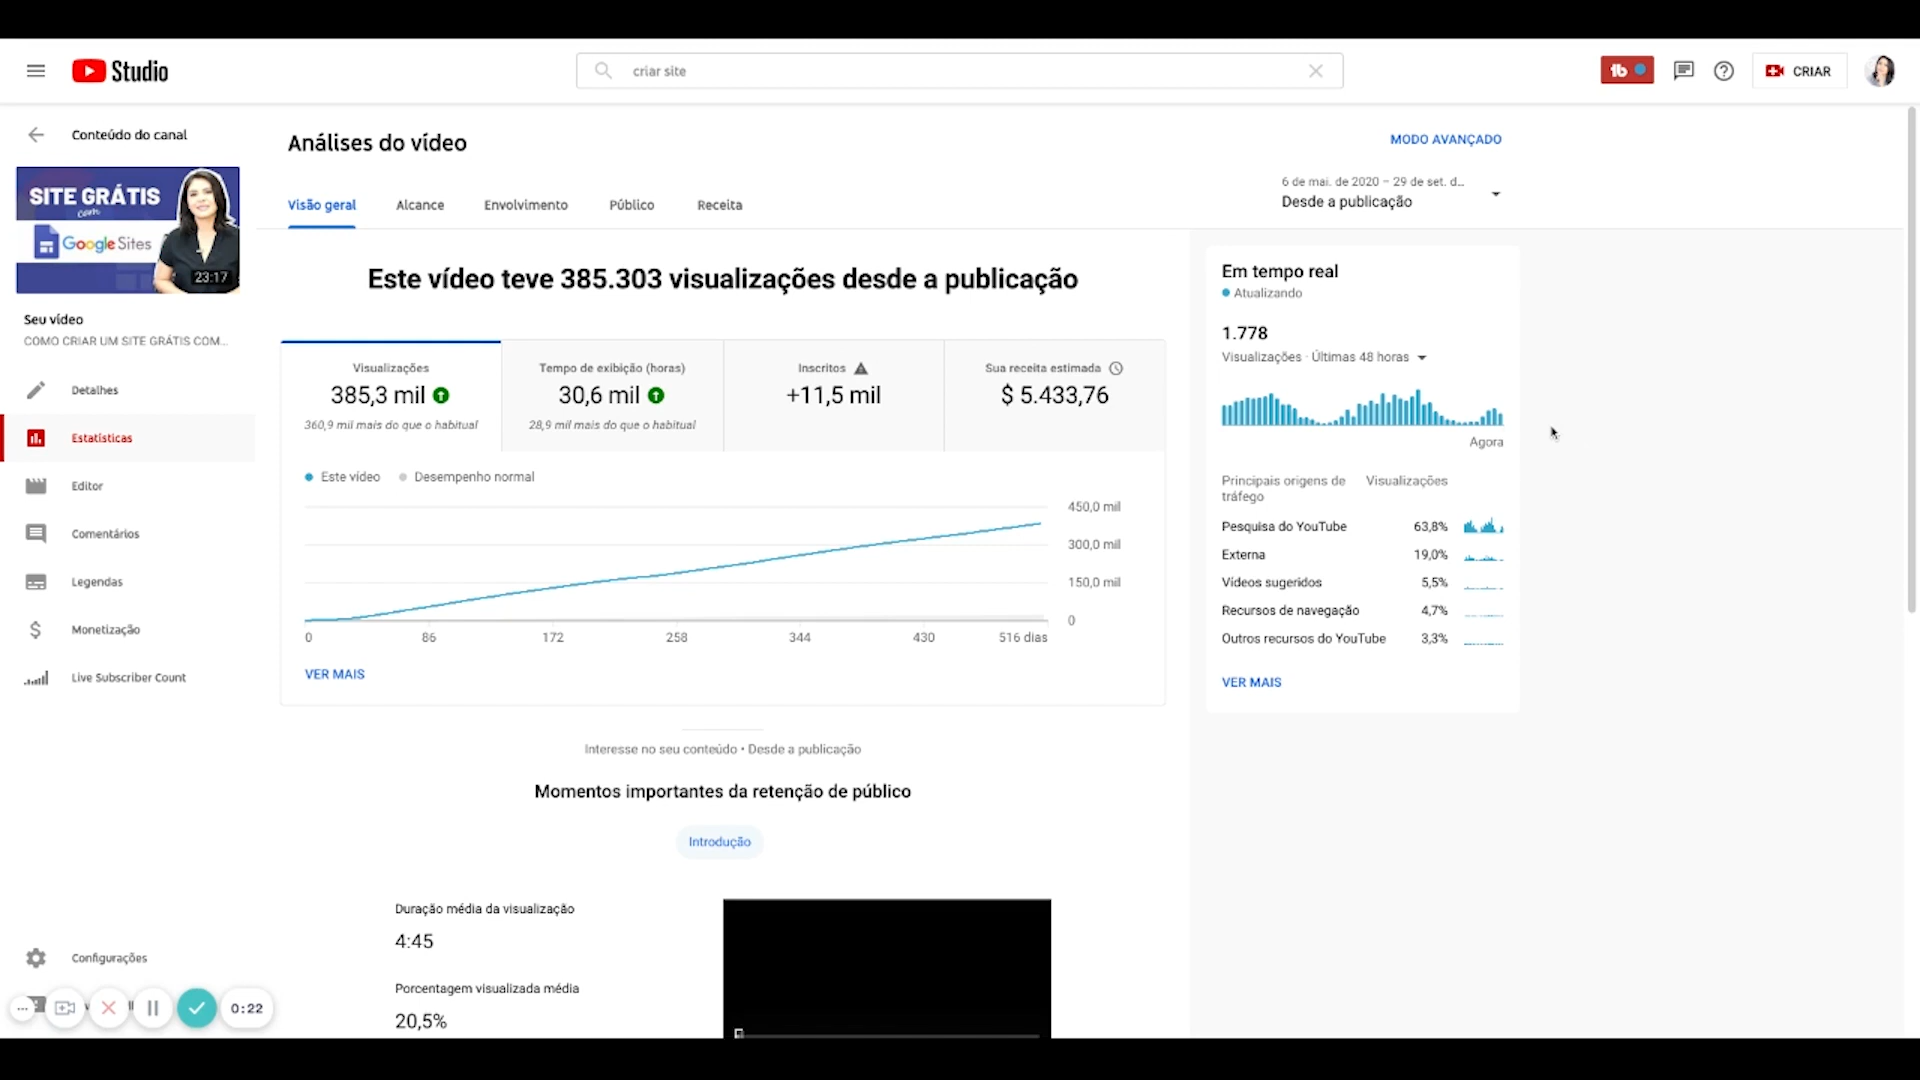 Studio
criar site
CRIAR
Conteúdo do canal
SITE GRÁTIS
com
Google Sites
23:17
Seu vídeo
COMO CRIAR UM SITE GRÁTIS COM...
Detalhes
Estatísticas
Editor
Comentários
Legendas
Monetização
Live Subscriber Count
Configurações
0:22
Análises do vídeo
MODO AVANÇADO
6 de mai. de 2020 – 29 de set. d...
Desde a publicação
Visão geral
Alcance
Envolvimento
Público
Receita
Este vídeo teve 385.303 visualizações desde a publicação
Visualizações
385,3 mil
360,9 mil mais do que o habitual
Tempo de exibição (horas)
30,6 mil
28,9 mil mais do que o habitual
Inscritos
+11,5 mil
Sua receita estimada
$ 5.433,76
Este vídeo
Desempenho normal
450,0 mil
300,0 mil
150,0 mil
0
0 86 172 258 344 430 516 dias
VER MAIS
Interesse no seu conteúdo • Desde a publicação
Momentos importantes da retenção de público
Introdução
Duração média da visualização
4:45
Porcentagem visualizada média
20,5%
Em tempo real
Atualizando
1.778
Visualizações · Últimas 48 horas
Agora
Principais origens de tráfego
Visualizações
Pesquisa do YouTube 63,8%
Externa 19,0%
Vídeos sugeridos 5,5%
Recursos de navegação 4,7%
Outros recursos do YouTube 3,3%
VER MAIS